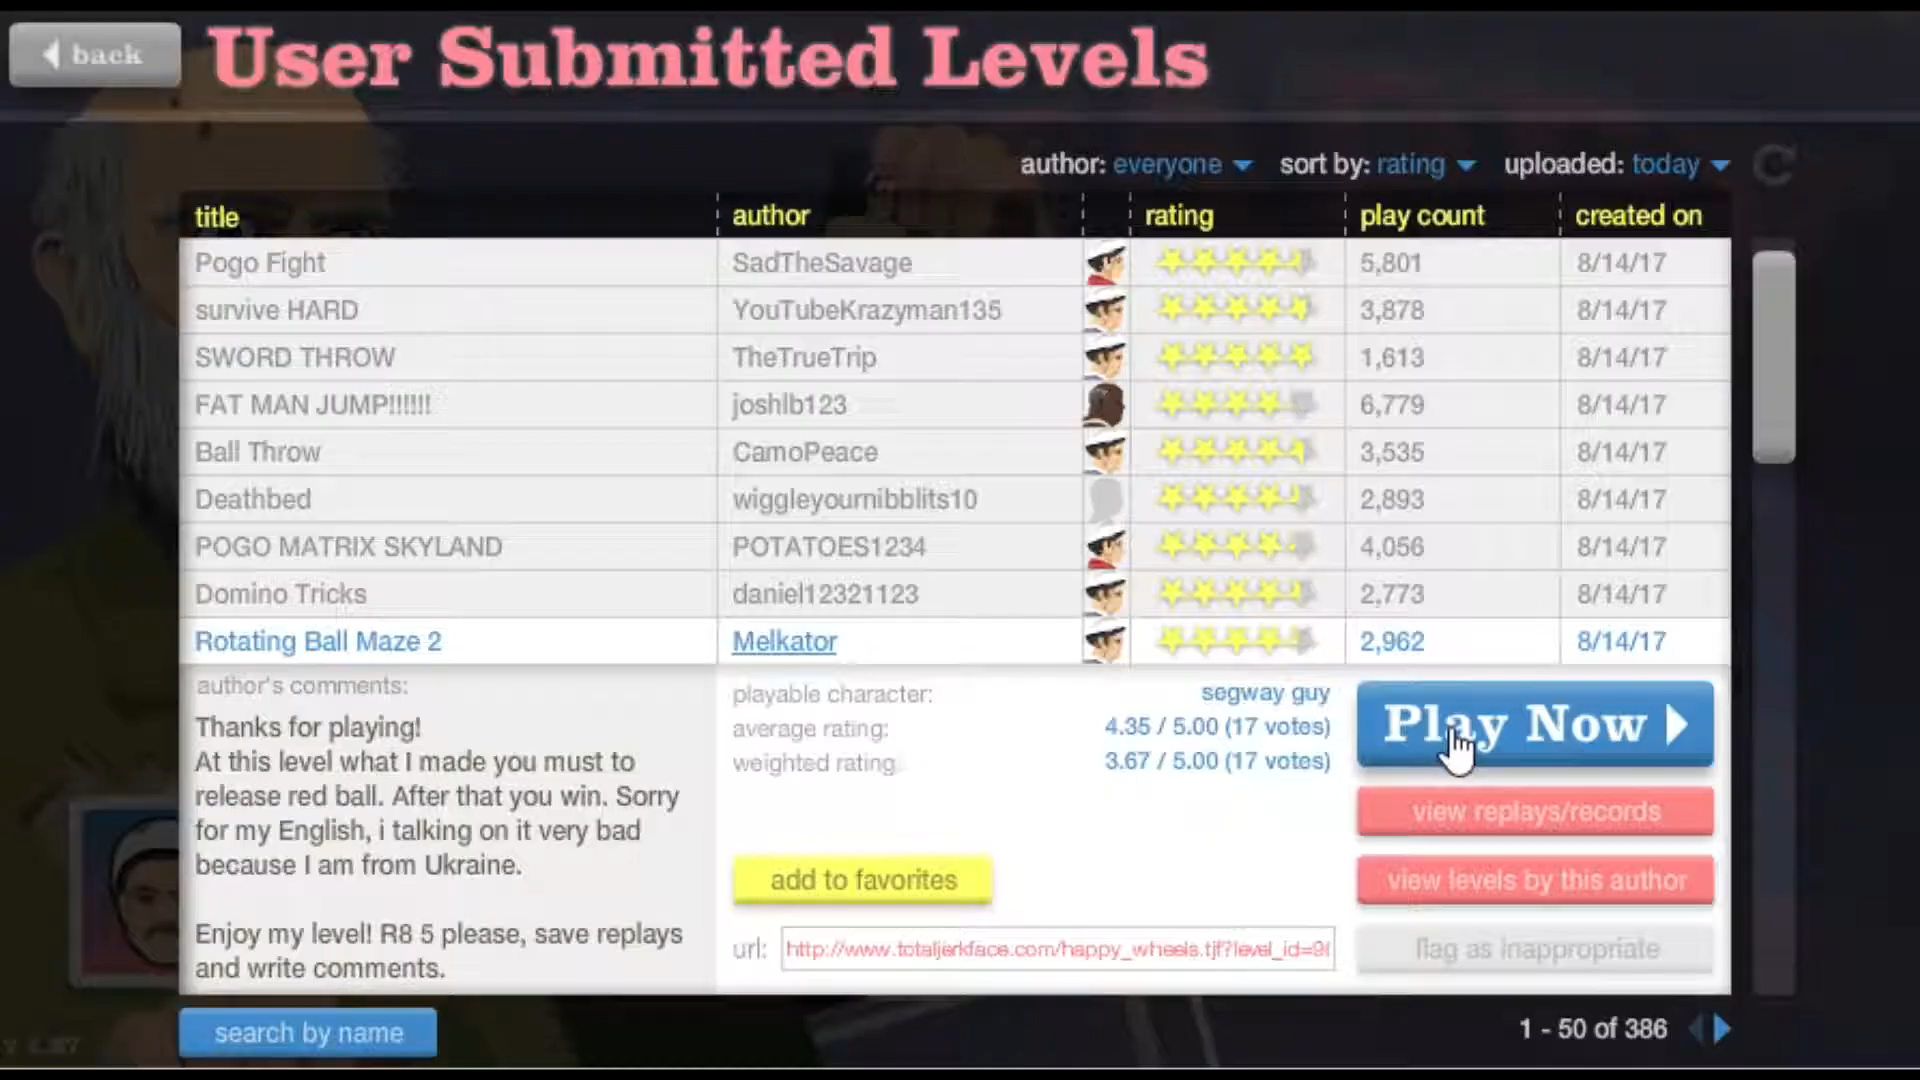 back
User Submitted Levels
author: everyone sort by: rating uploaded: today
title author rating play count created on
Pogo Fight SadTheSavage 5,801 8/14/17
survive HARD YouTubeKrazyman135 3,878 8/14/17
SWORD THROW TheTrueTrip 1,613 8/14/17
FAT MAN JUMP!!!!!! joshlb123 6,779 8/14/17
Ball Throw CamoPeace 3,535 8/14/17
Deathbed wiggleyournibblits10 2,893 8/14/17
POGO MATRIX SKYLAND POTATOES1234 4,056 8/14/17
Domino Tricks daniel12321123 2,773 8/14/17
Rotating Ball Maze 2 Melkator 2,962 8/14/17
author's comments:
Thanks for playing!
At this level what I made you must to
release red ball. After that you win. Sorry
for my English, i talking on it very bad
because I am from Ukraine.
Enjoy my level! R8 5 please, save replays
and write comments.
playable character: segway guy
average rating: 4.35 / 5.00 (17 votes)
weighted rating: 3.67 / 5.00 (17 votes)
add to favorites
url: http://www.totaljerkface.com/happy_wheels.tjf?level_id=9
Play Now
view replays/records
view levels by this author
flag as inappropriate
search by name
1 - 50 of 386